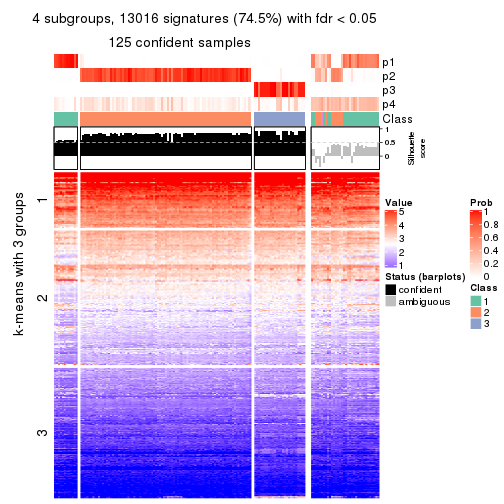 4 subgroups, 13016 signatures (74.5%) with fdr < 0.05
125 confident samples
p1
p2
p3
p4
Class
1
0.5
0
Silhouette
score
k-means with 3 groups
1
2
3
Value
5
4
3
2
1
Status (barplots)
confident
ambiguous
Prob
1
0.8
0.6
0.4
0.2
0
Class
1
2
3